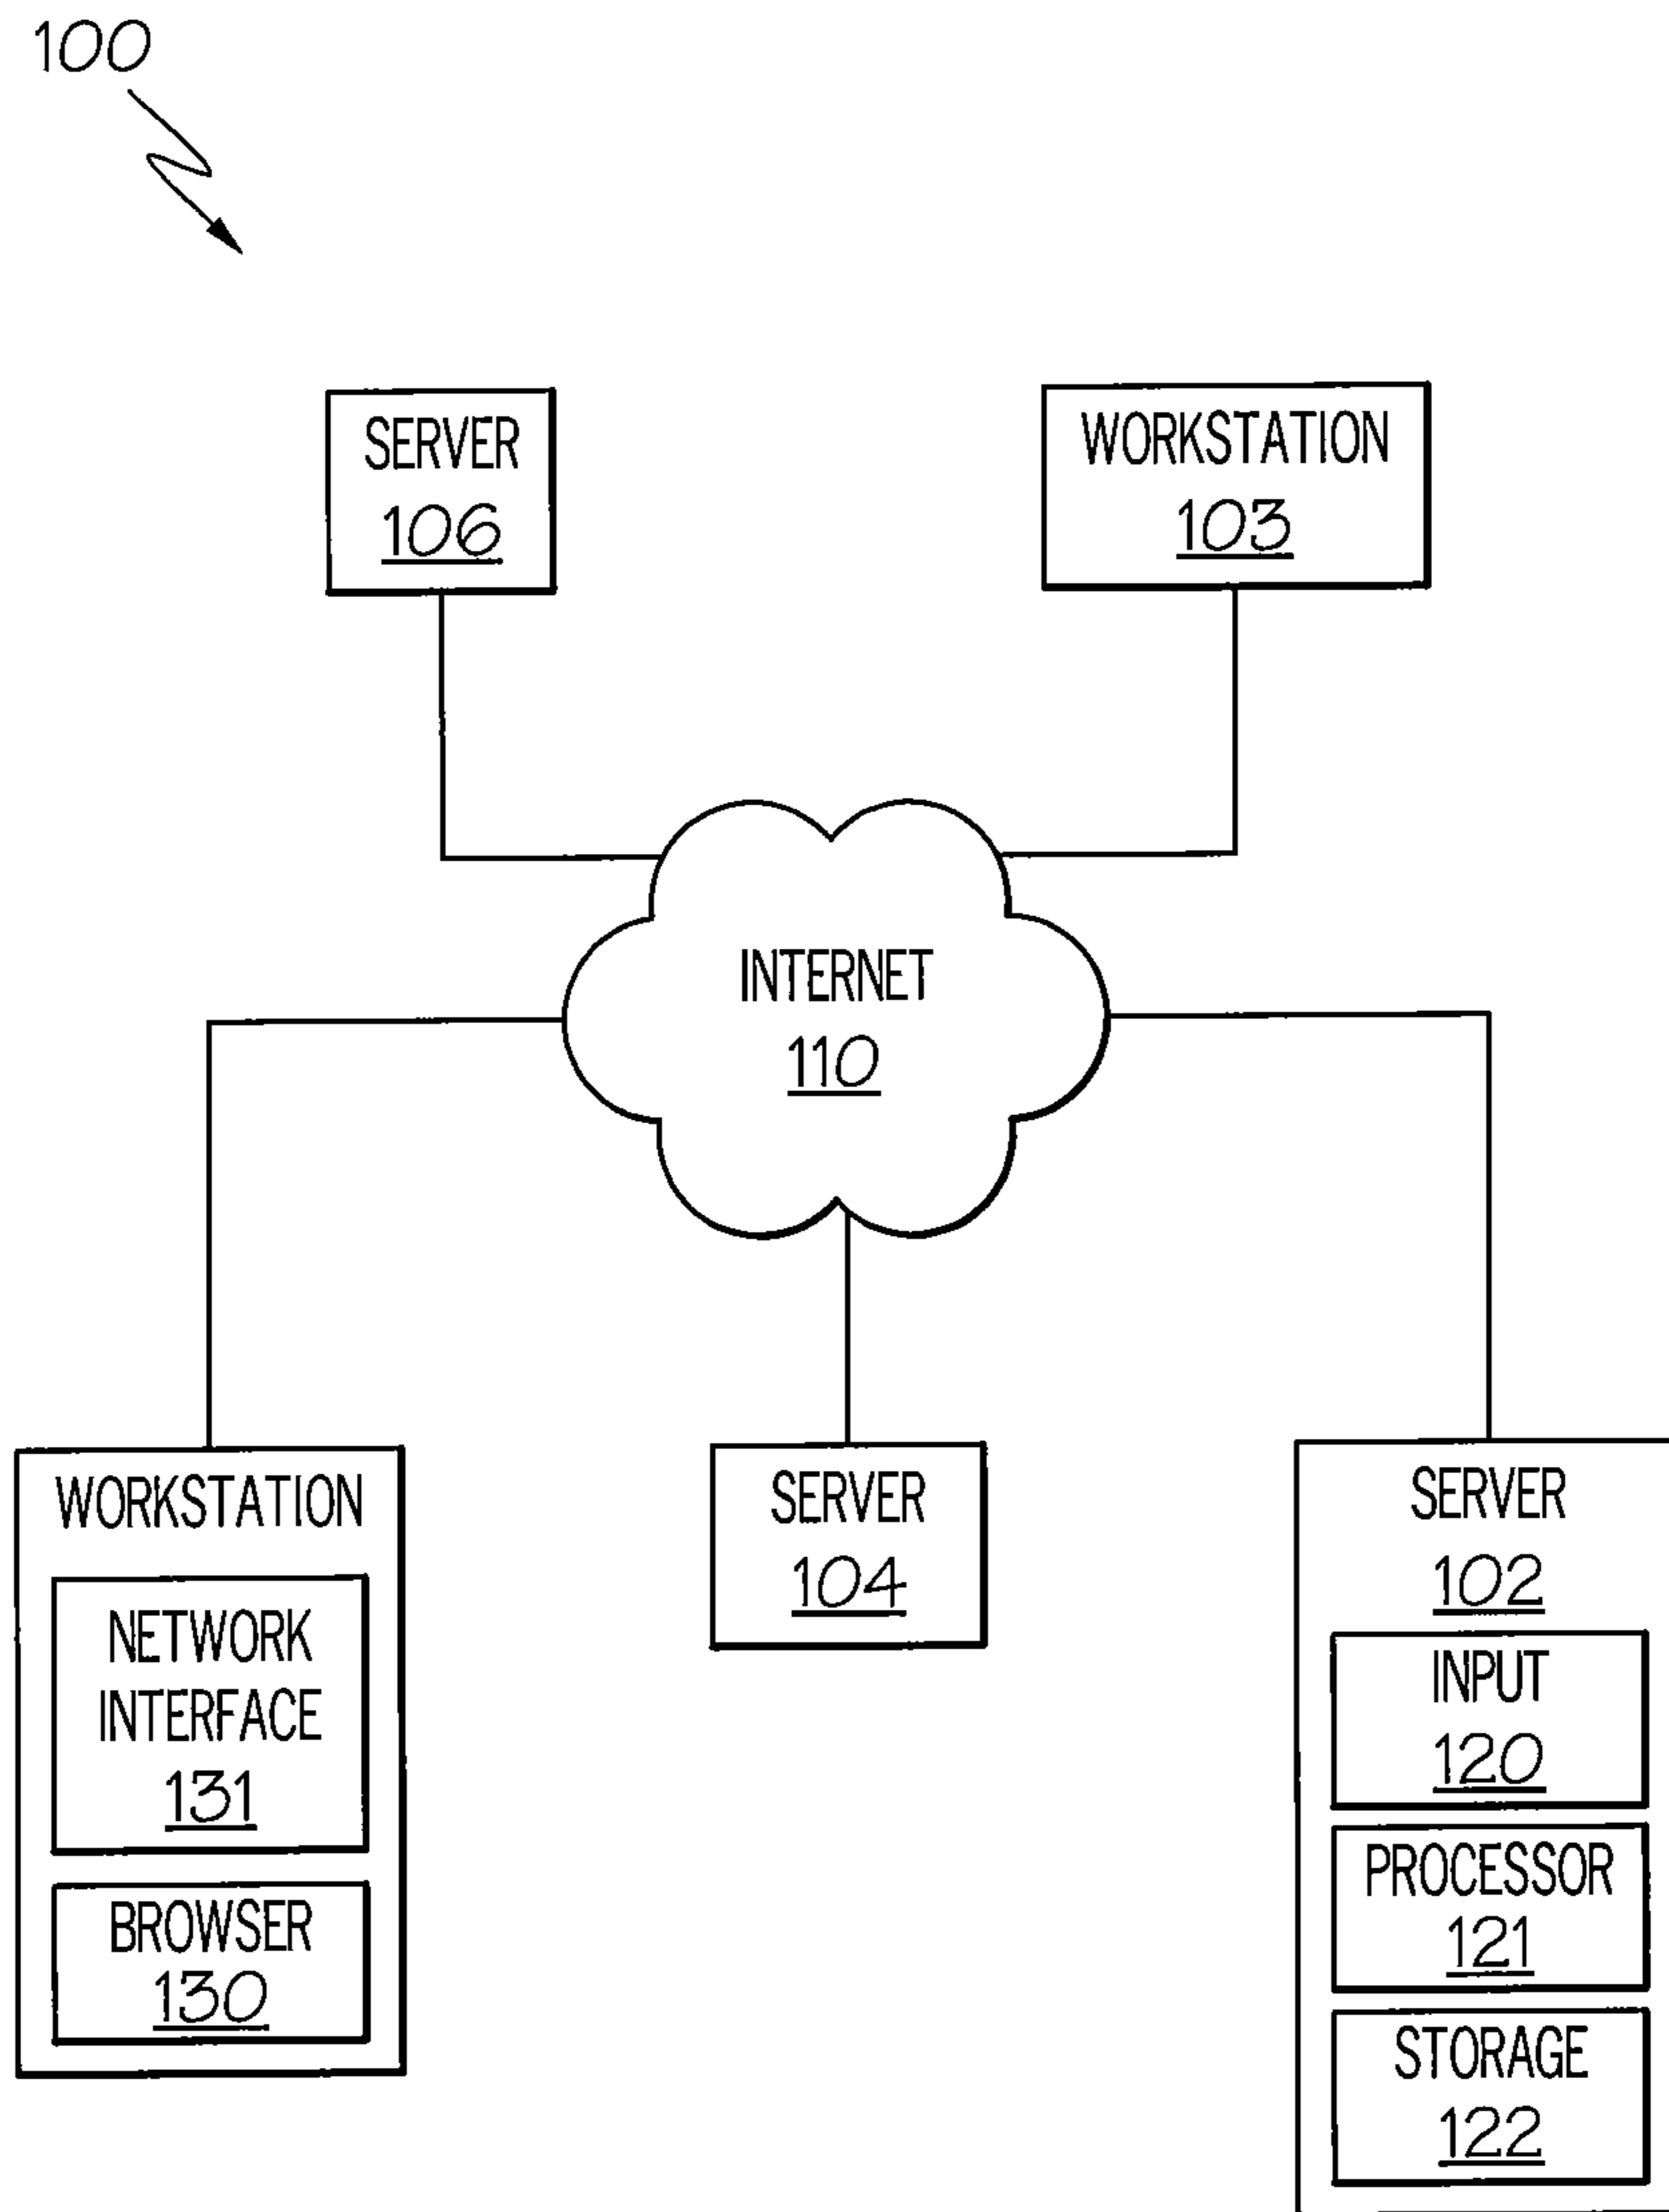 100
SERVER
106
WORKSTATION
103
INTERNET
110
WORKSTATION
NETWORK
INTERFACE
131
BROWSER
130
SERVER
104
SERVER
102
INPUT
120
PROCESSOR
121
STORAGE
122